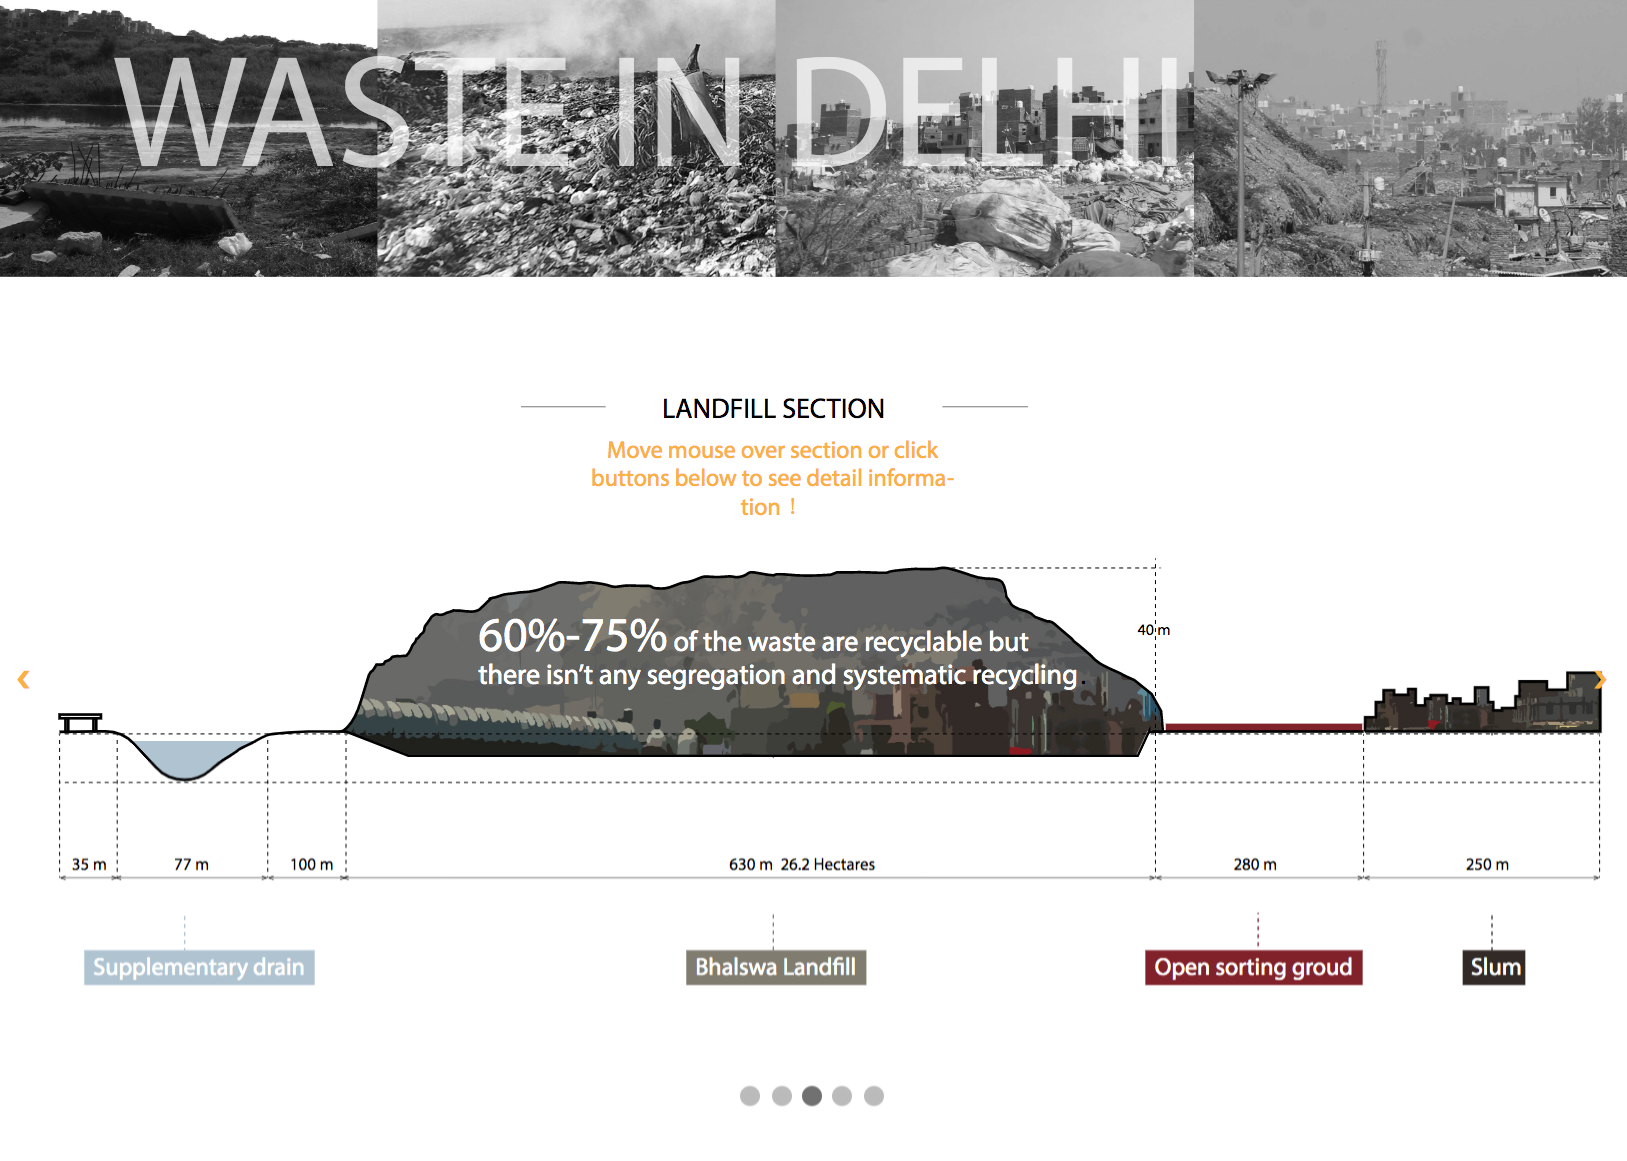 WASTE IN DELHI
LANDFILL SECTION
Move mouse over section or click
buttons below to see detail informa-
tion !
60%-75% of the waste are recyclable but
there isn't any segregation and systematic recycling.
40 m
35 m
77 m
100 m
630 m 26.2 Hectares
280 m
250 m
Supplementary drain
Bhalswa Landfill
Open sorting groud
Slum